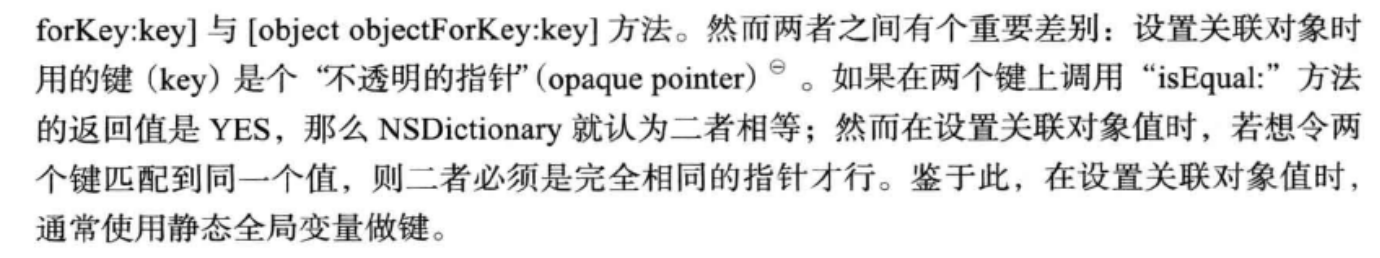 forKey:key] 与 [object objectForKey:key] 方法。然而两者之间有个重要差别：设置关联对象时
用的键（key）是个“不透明的指针”（opaque pointer）㊀。如果在两个键上调用“isEqual:”方法
的返回值是 YES，那么 NSDictionary 就认为二者相等；然而在设置关联对象值时，若想令两
个键匹配到同一个值，则二者必须是完全相同的指针才行。鉴于此，在设置关联对象值时，
通常使用静态全局变量做键。